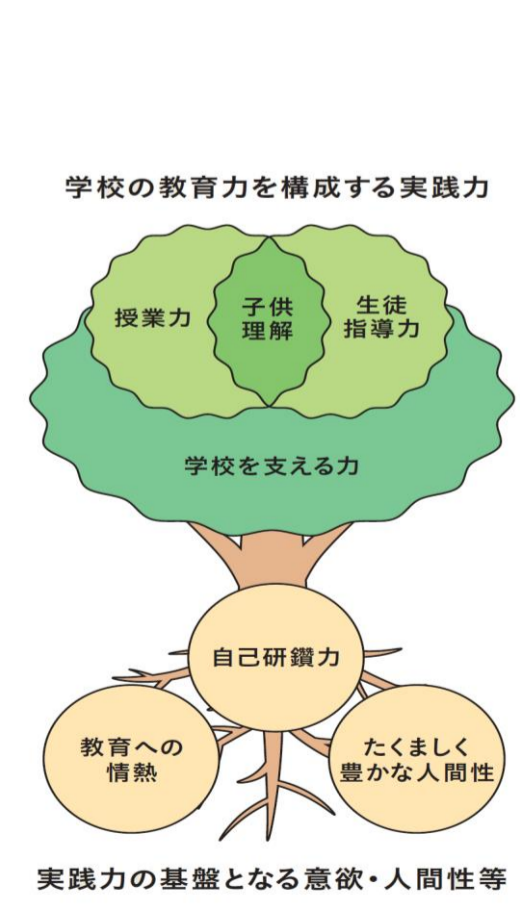 学校の教育力を構成する実践力
授業力
子供
理解
生徒
指導力
学校を支える力
自己研鑽力
教育への
情熱
たくましく
豊かな人間性
実践力の基盤となる意欲・人間性等